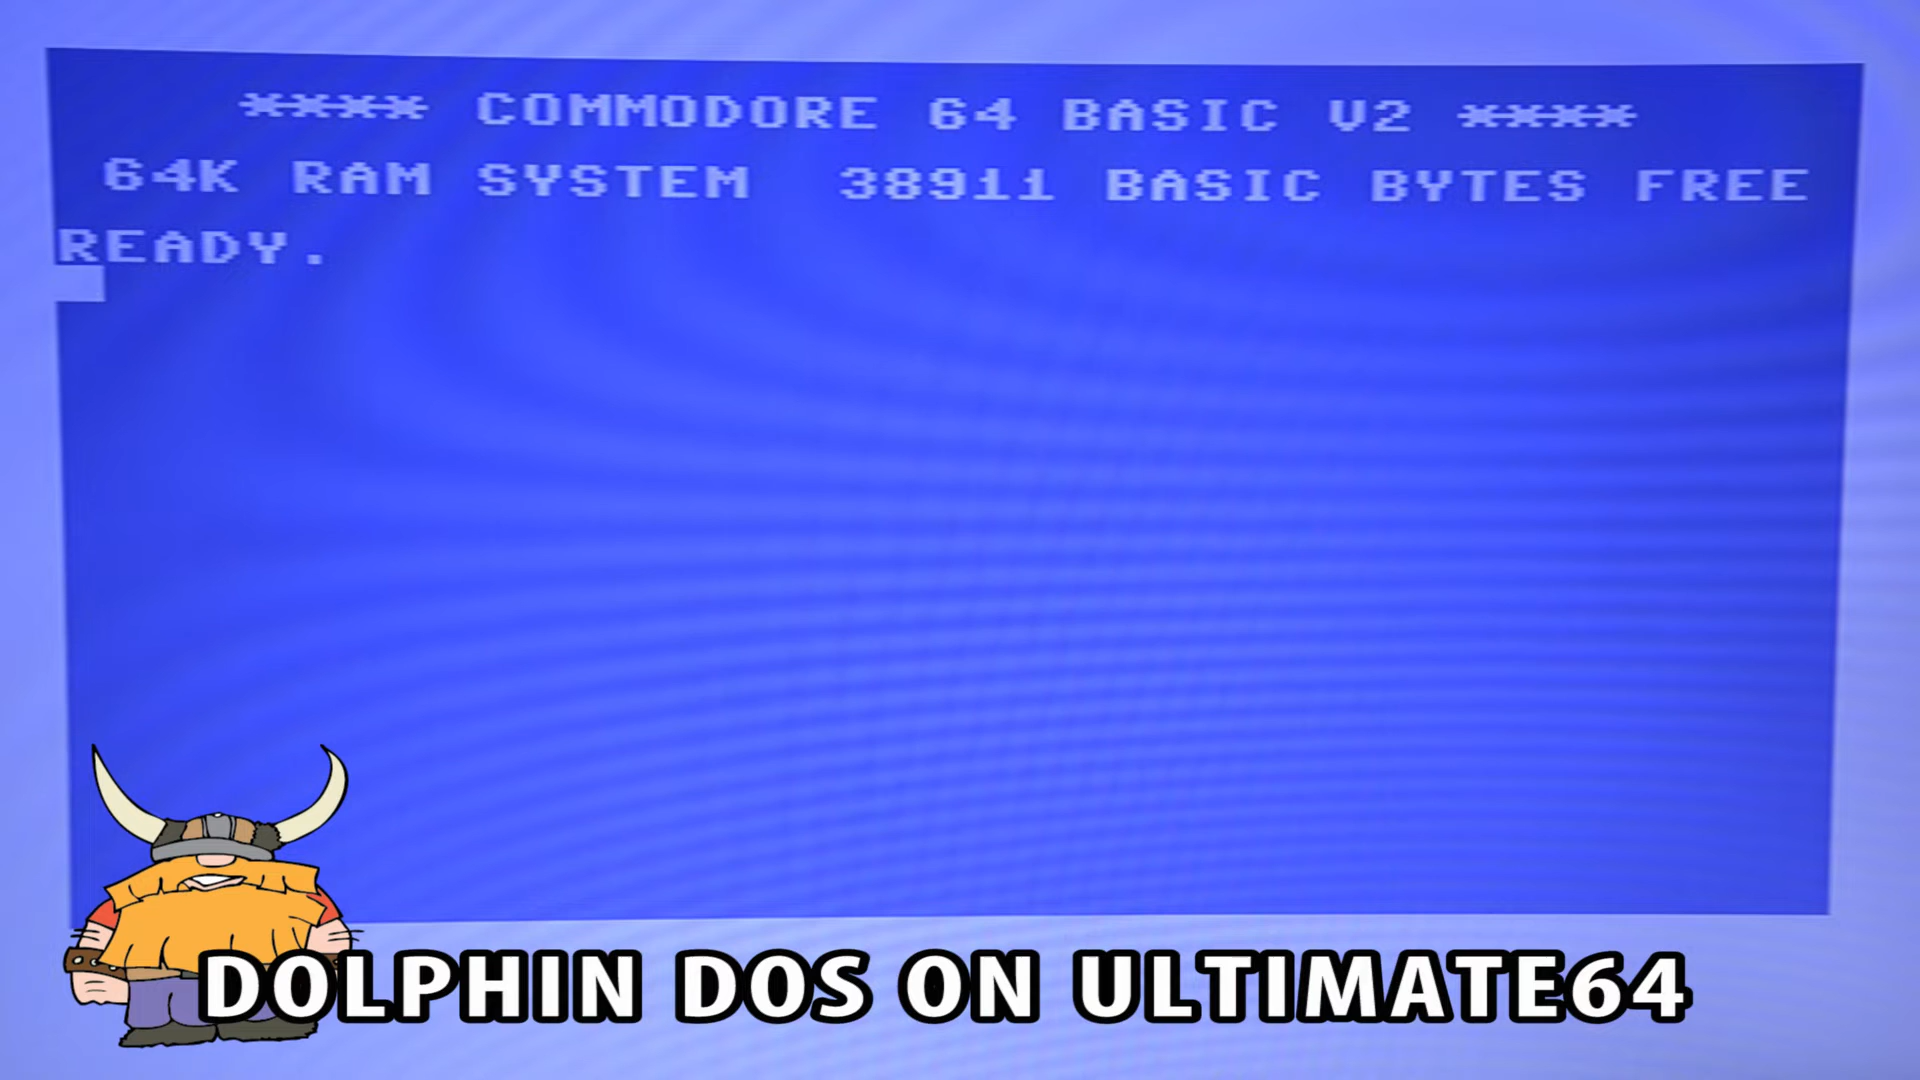 **** COMMODORE 64 BASIC V2 ****
64K RAM SYSTEM  38911 BASIC BYTES FREE
READY.
DOLPHIN DOS ON ULTIMATE64